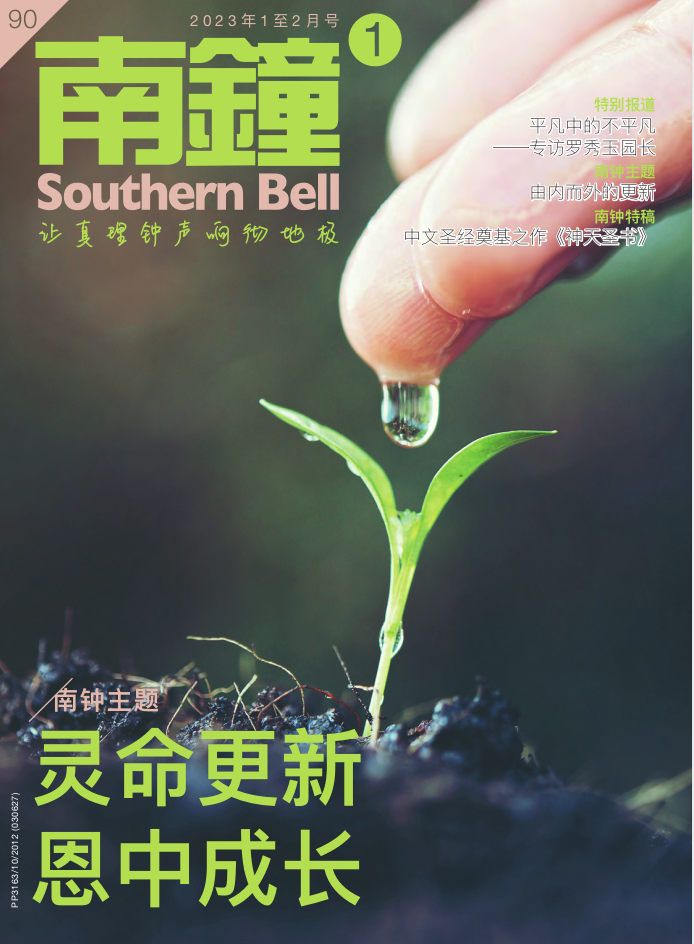 90
2023年1至2月号
1
南鐘
Southern Bell
让真理钟声响彻地极
特别报道
平凡中的不平凡
——专访罗秀玉园长
南钟主题
由内而外的更新
南钟特稿
中文圣经奠基之作《神天圣书》
南钟主题
灵命更新
恩中成长
PP3163/10/2012 (030627)